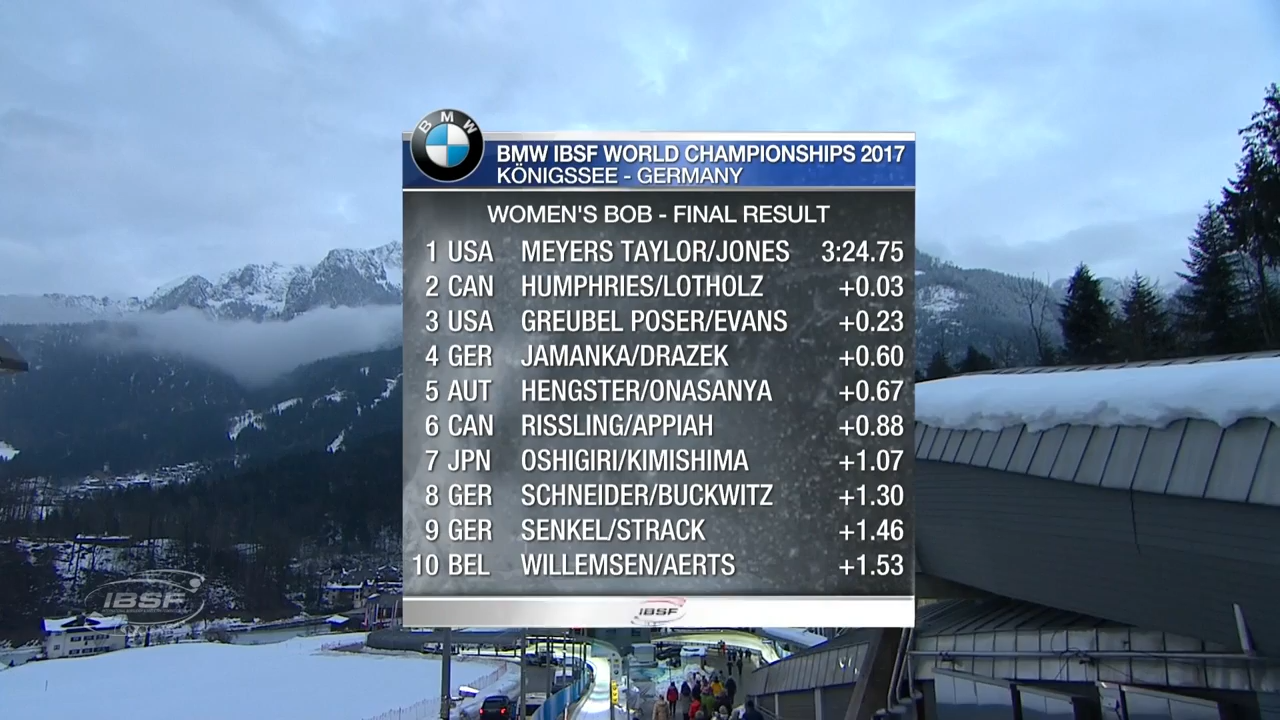 BMW
BMW IBSF WORLD CHAMPIONSHIPS 2017
KÖNIGSSEE - GERMANY
WOMEN'S BOB - FINAL RESULT
1 USA MEYERS TAYLOR/JONES 3:24.75
2 CAN HUMPHRIES/LOTHOLZ +0.03
3 USA GREUBEL POSER/EVANS +0.23
4 GER JAMANKA/DRAZEK +0.60
5 AUT HENGSTER/ONASANYA +0.67
6 CAN RISSLING/APPIAH +0.88
7 JPN OSHIGIRI/KIMISHIMA +1.07
8 GER SCHNEIDER/BUCKWITZ +1.30
9 GER SENKEL/STRACK +1.46
10 BEL WILLEMSEN/AERTS +1.53
IBSF
IBSF